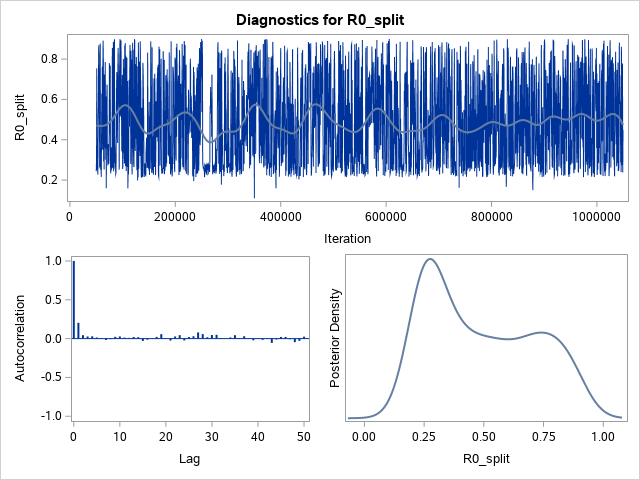 Diagnostics for R0_split
R0_split
0.8
0.6
0.4
0.2
0 200000 400000 600000 800000 1000000
Iteration
Autocorrelation
1.0
0.5
0.0
-0.5
-1.0
0 10 20 30 40 50
Lag
Posterior Density
0.00 0.25 0.50 0.75 1.00
R0_split